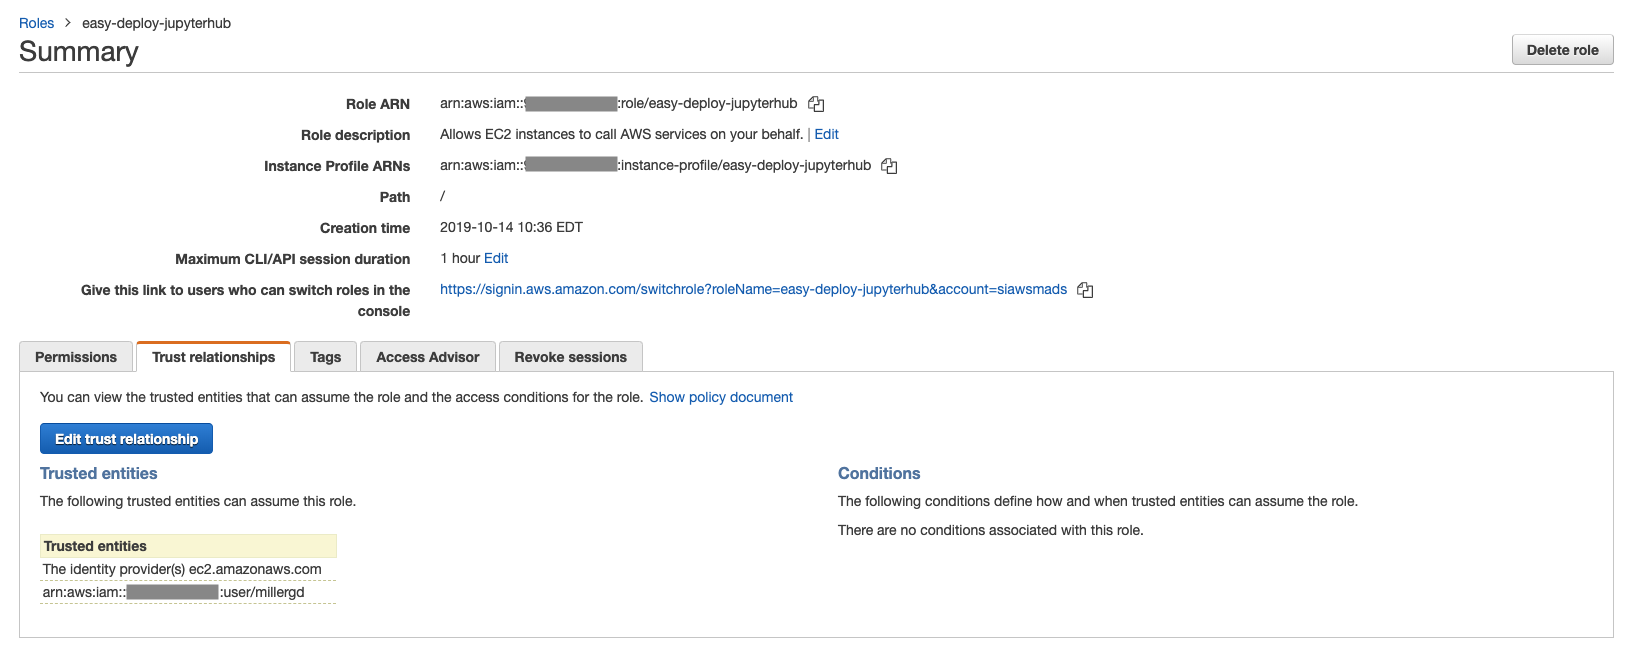 Roles > easy-deploy-jupyterhub
Summary
Delete role
Role ARN arn:aws:iam:: :role/easy-deploy-jupyterhub
Role description Allows EC2 instances to call AWS services on your behalf. | Edit
Instance Profile ARNs arn:aws:iam:: :instance-profile/easy-deploy-jupyterhub
Path /
Creation time 2019-10-14 10:36 EDT
Maximum CLI/API session duration 1 hour Edit
Give this link to users who can switch roles in the
console
https://signin.aws.amazon.com/switchrole?roleName=easy-deploy-jupyterhub&account=siawsmads
Permissions Trust relationships Tags Access Advisor Revoke sessions
You can view the trusted entities that can assume the role and the access conditions for the role. Show policy document
Edit trust relationship
Trusted entities
The following trusted entities can assume this role.
Trusted entities
The identity provider(s) ec2.amazonaws.com
arn:aws:iam:: :user/millergd
Conditions
The following conditions define how and when trusted entities can assume the role.
There are no conditions associated with this role.